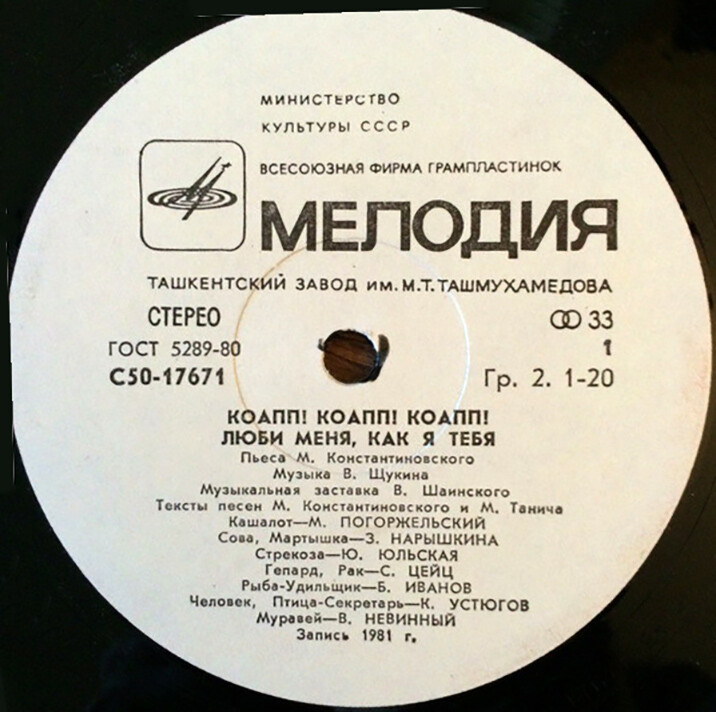 МИНИСТЕРСТВО
КУЛЬТУРЫ СССР
ВСЕСОЮЗНАЯ ФИРМА ГРАМПЛАСТИНОК
МЕЛОДИЯ
ТАШКЕНТСКИЙ ЗАВОД им. М.Т. ТАШМУХАМЕДОВА
СТЕРЕО
33
ГОСТ 5289-80
1
С50-17671
Гр. 2. 1-20
КОАПП! КОАПП! КОАПП!
ЛЮБИ МЕНЯ, КАК Я ТЕБЯ
Пьеса М. Константиновского
Музыка В. Щукина
Музыкальная заставка В. Шаинского
Тексты песен М. Константиновского и М. Танича
Кашалот—М. ПОГОРЖЕЛЬСКИЙ
Сова, Мартышка—З. НАРЫШКИНА
Стрекоза—Ю. ЮЛЬСКАЯ
Гепард, Рак—С. ЦЕЙЦ
Рыба-Удильщик—Б. ИВАНОВ
Человек, Птица-Секретарь—К. УСТЮГОВ
Муравей—В. НЕВИННЫЙ
Запись 1981 г.